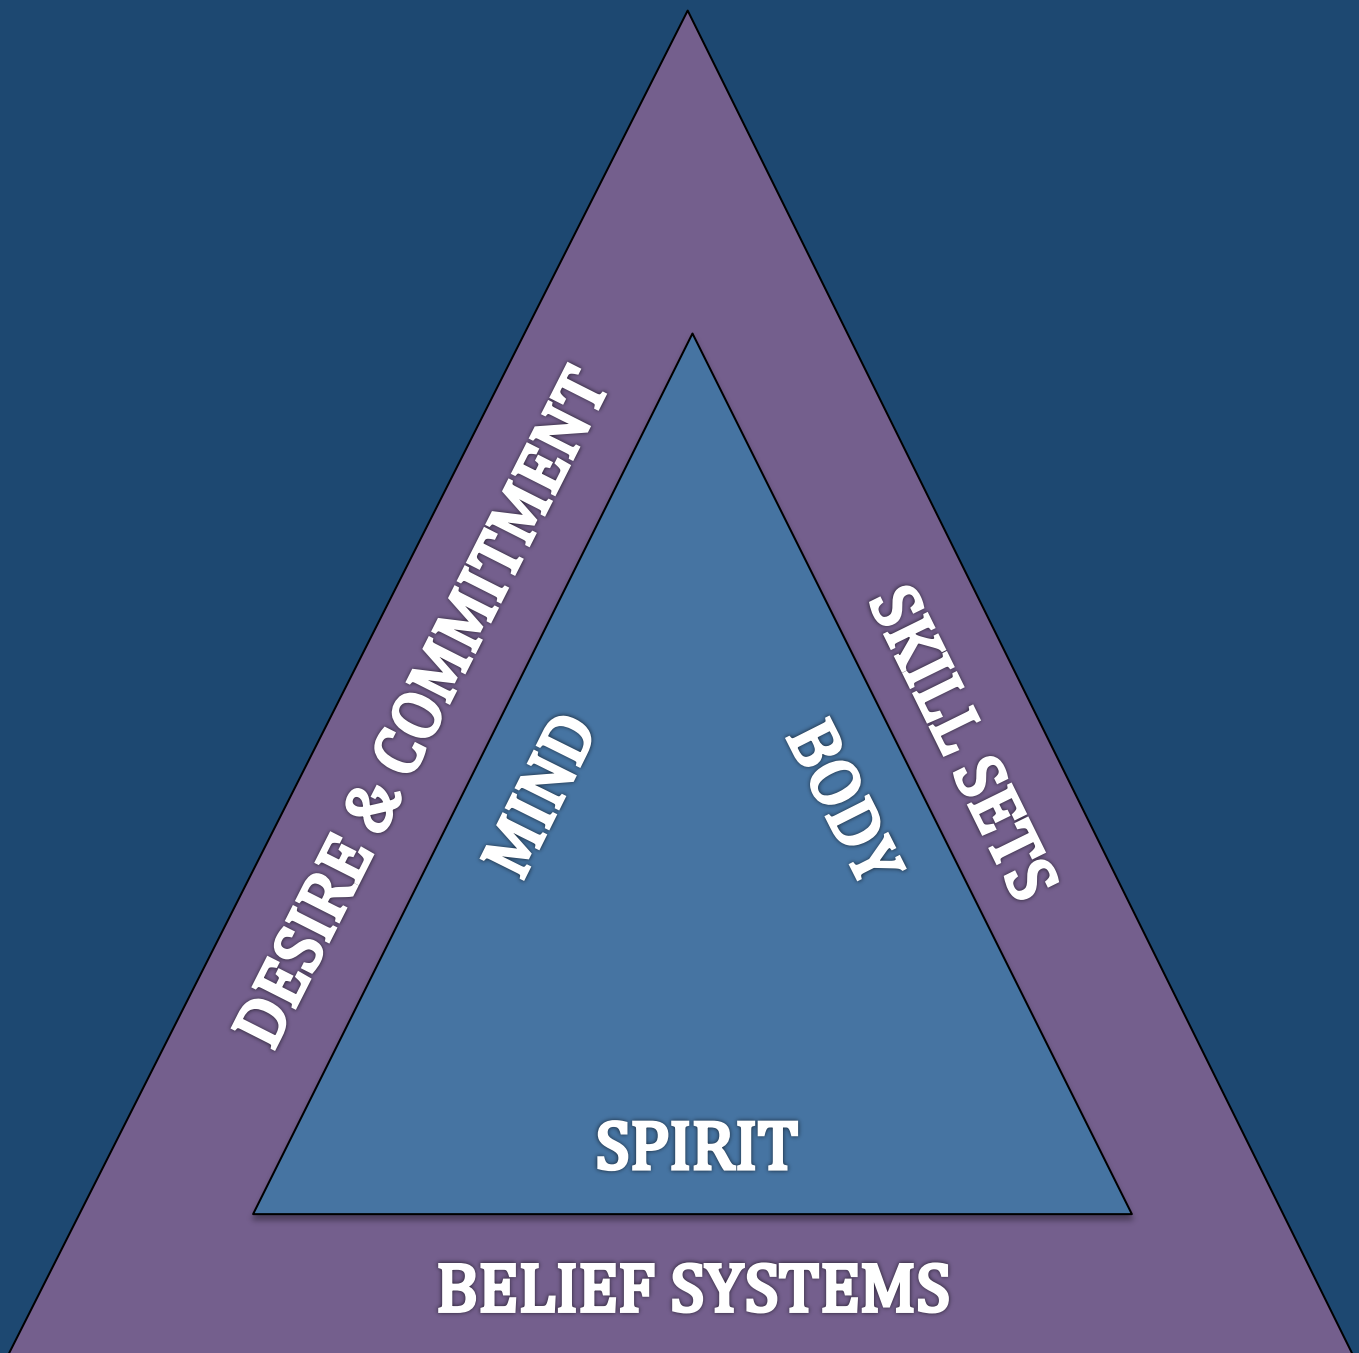 DESIRE & COMMITMENT
SKILL SETS
MIND
BODY
SPIRIT
BELIEF SYSTEMS